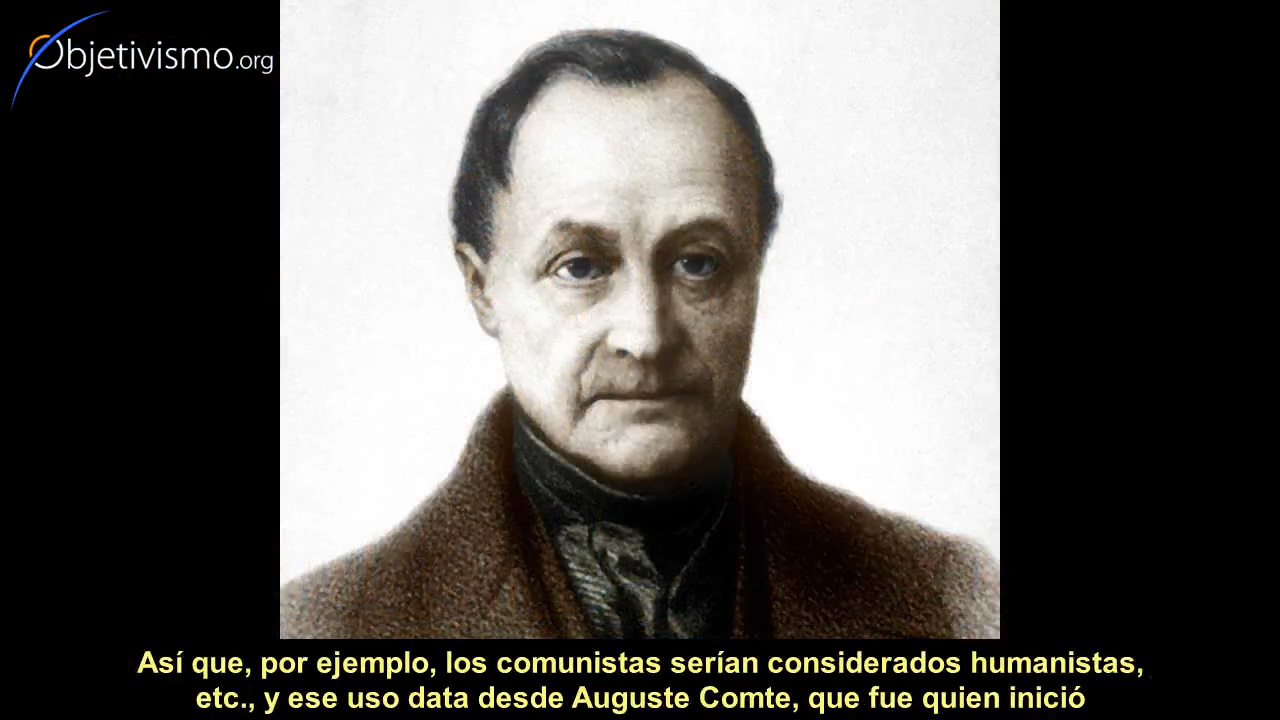 Objetivismo.org
Así que, por ejemplo, los comunistas serían considerados humanistas,
etc., y ese uso data desde Auguste Comte, que fue quien inició